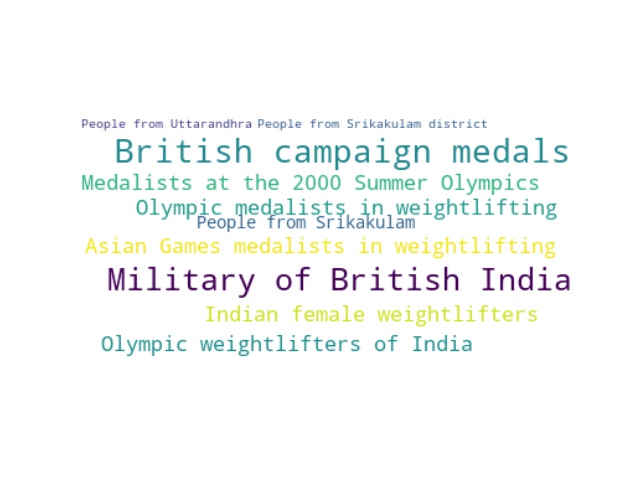 People from Uttarandhra People from Srikakulam district
British campaign medals
Medalists at the 2000 Summer Olympics
Olympic medalists in weightlifting
People from Srikakulam
Asian Games medalists in weightlifting
Military of British India
Indian female weightlifters
Olympic weightlifters of India